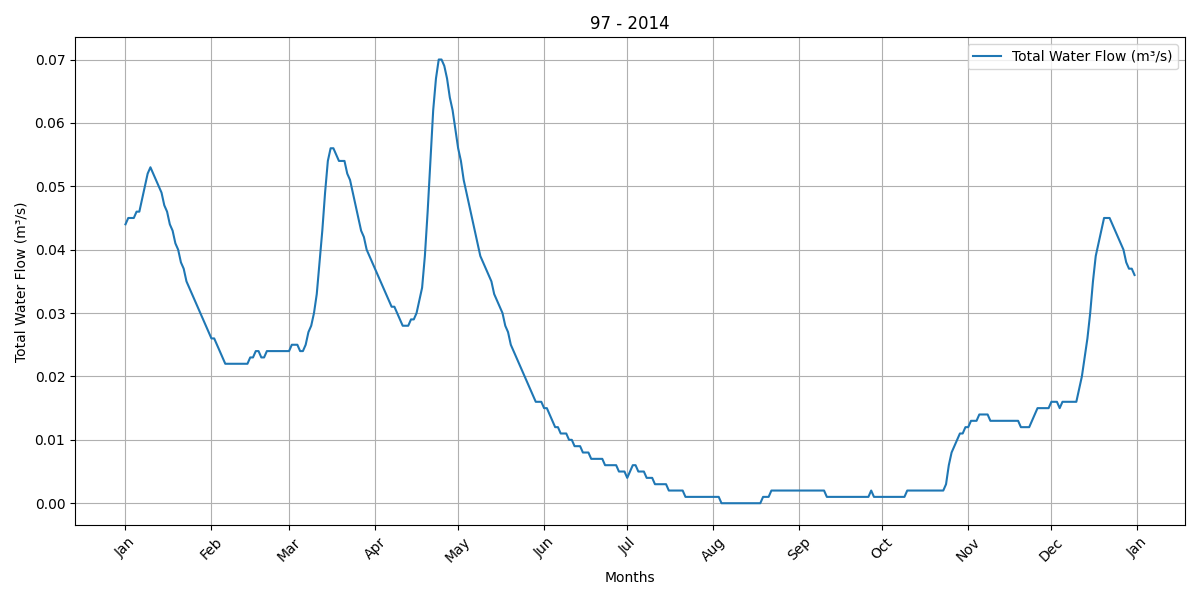 97 - 2014
Total Water Flow (m³/s)
Total Water Flow (m³/s)
0.07
0.06
0.05
0.04
0.03
0.02
0.01
0.00
Jan Feb Mar Apr May Jun Jul Aug Sep Oct Nov Dec Jan
Months